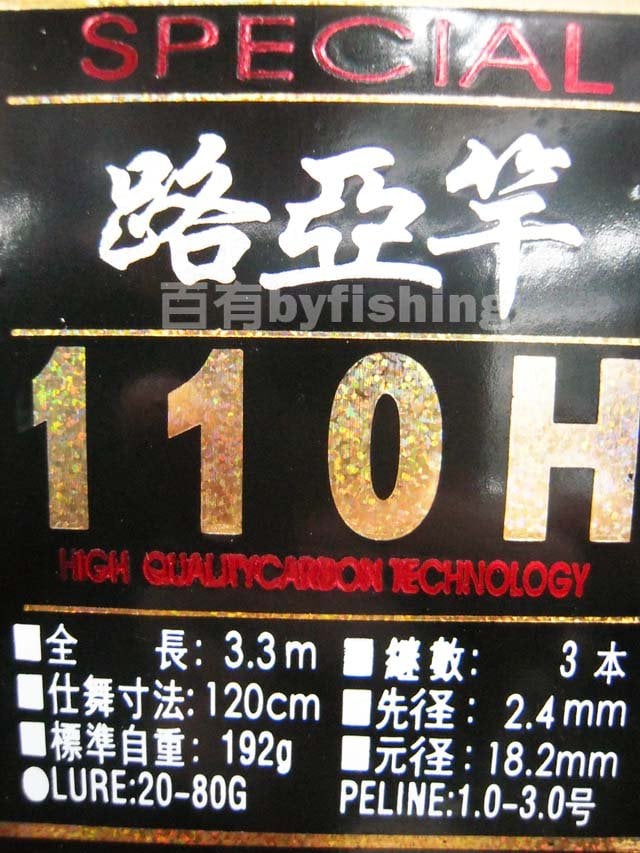 SPECIAL
路亞竿
百有byfishing
110H
HIGH QUALITYCARBON TECHNOLOGY
■全 長: 3.3m ■継數: 3本
■仕舞寸法:120cm ■先径: 2.4mm
■標準自重: 192g ■元径: 18.2mm
●LURE:20-80G PELINE:1.0-3.0号